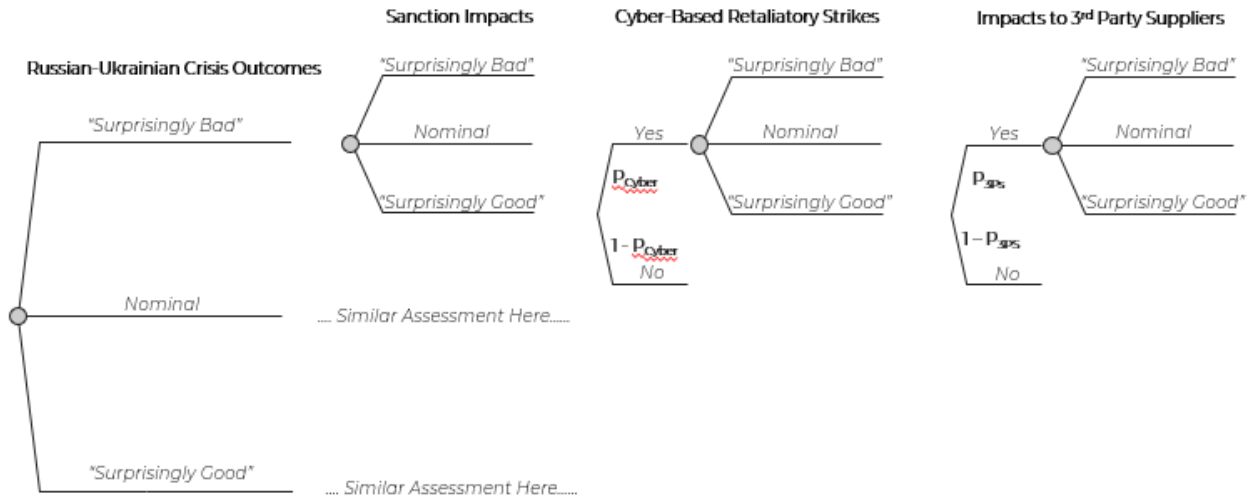 Sanction Impacts
Cyber-Based Retaliatory Strikes
Impacts to 3rd Party Suppliers
Russian-Ukrainian Crisis Outcomes
"Surprisingly Bad"
"Surprisingly Bad"
"Surprisingly Bad"
"Surprisingly Bad"
Nominal
Yes
Nominal
Yes
Nominal
PCyber
P3PS
"Surprisingly Good"
"Surprisingly Good"
"Surprisingly Good"
1 - PCyber
1 – P3PS
No
No
Nominal
.... Similar Assessment Here......
"Surprisingly Good"
.... Similar Assessment Here......